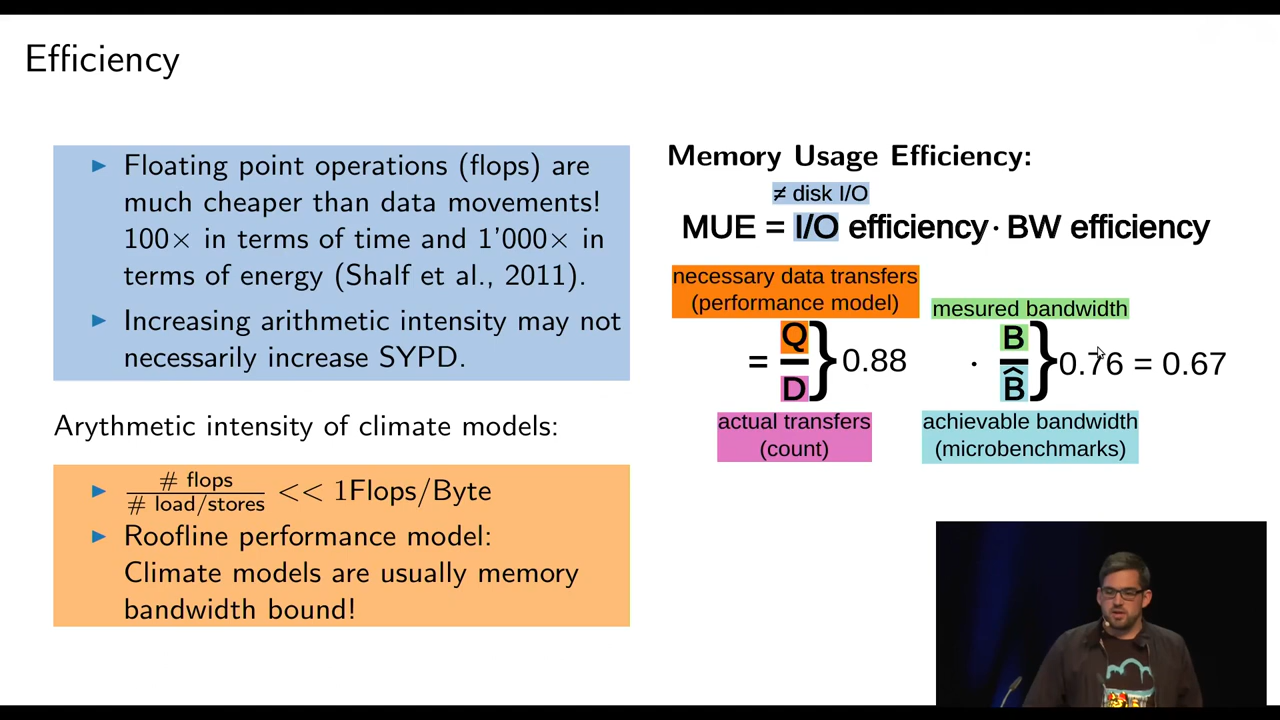 Efficiency
▶ Floating point operations (flops) are
much cheaper than data movements!
100× in terms of time and 1'000× in
terms of energy (Shalf et al., 2011).
▶ Increasing arithmetic intensity may not
necessarily increase SYPD.
Arythmetic intensity of climate models:
▶ # flops / # load/stores << 1Flops/Byte
▶ Roofline performance model:
Climate models are usually memory
bandwidth bound!
Memory Usage Efficiency:
≠ disk I/O
MUE = I/O efficiency · BW efficiency
necessary data transfers
(performance model)
mesured bandwidth
= Q / D } 0.88 · B / B̂ } 0.76 = 0.67
actual transfers
(count)
achievable bandwidth
(microbenchmarks)